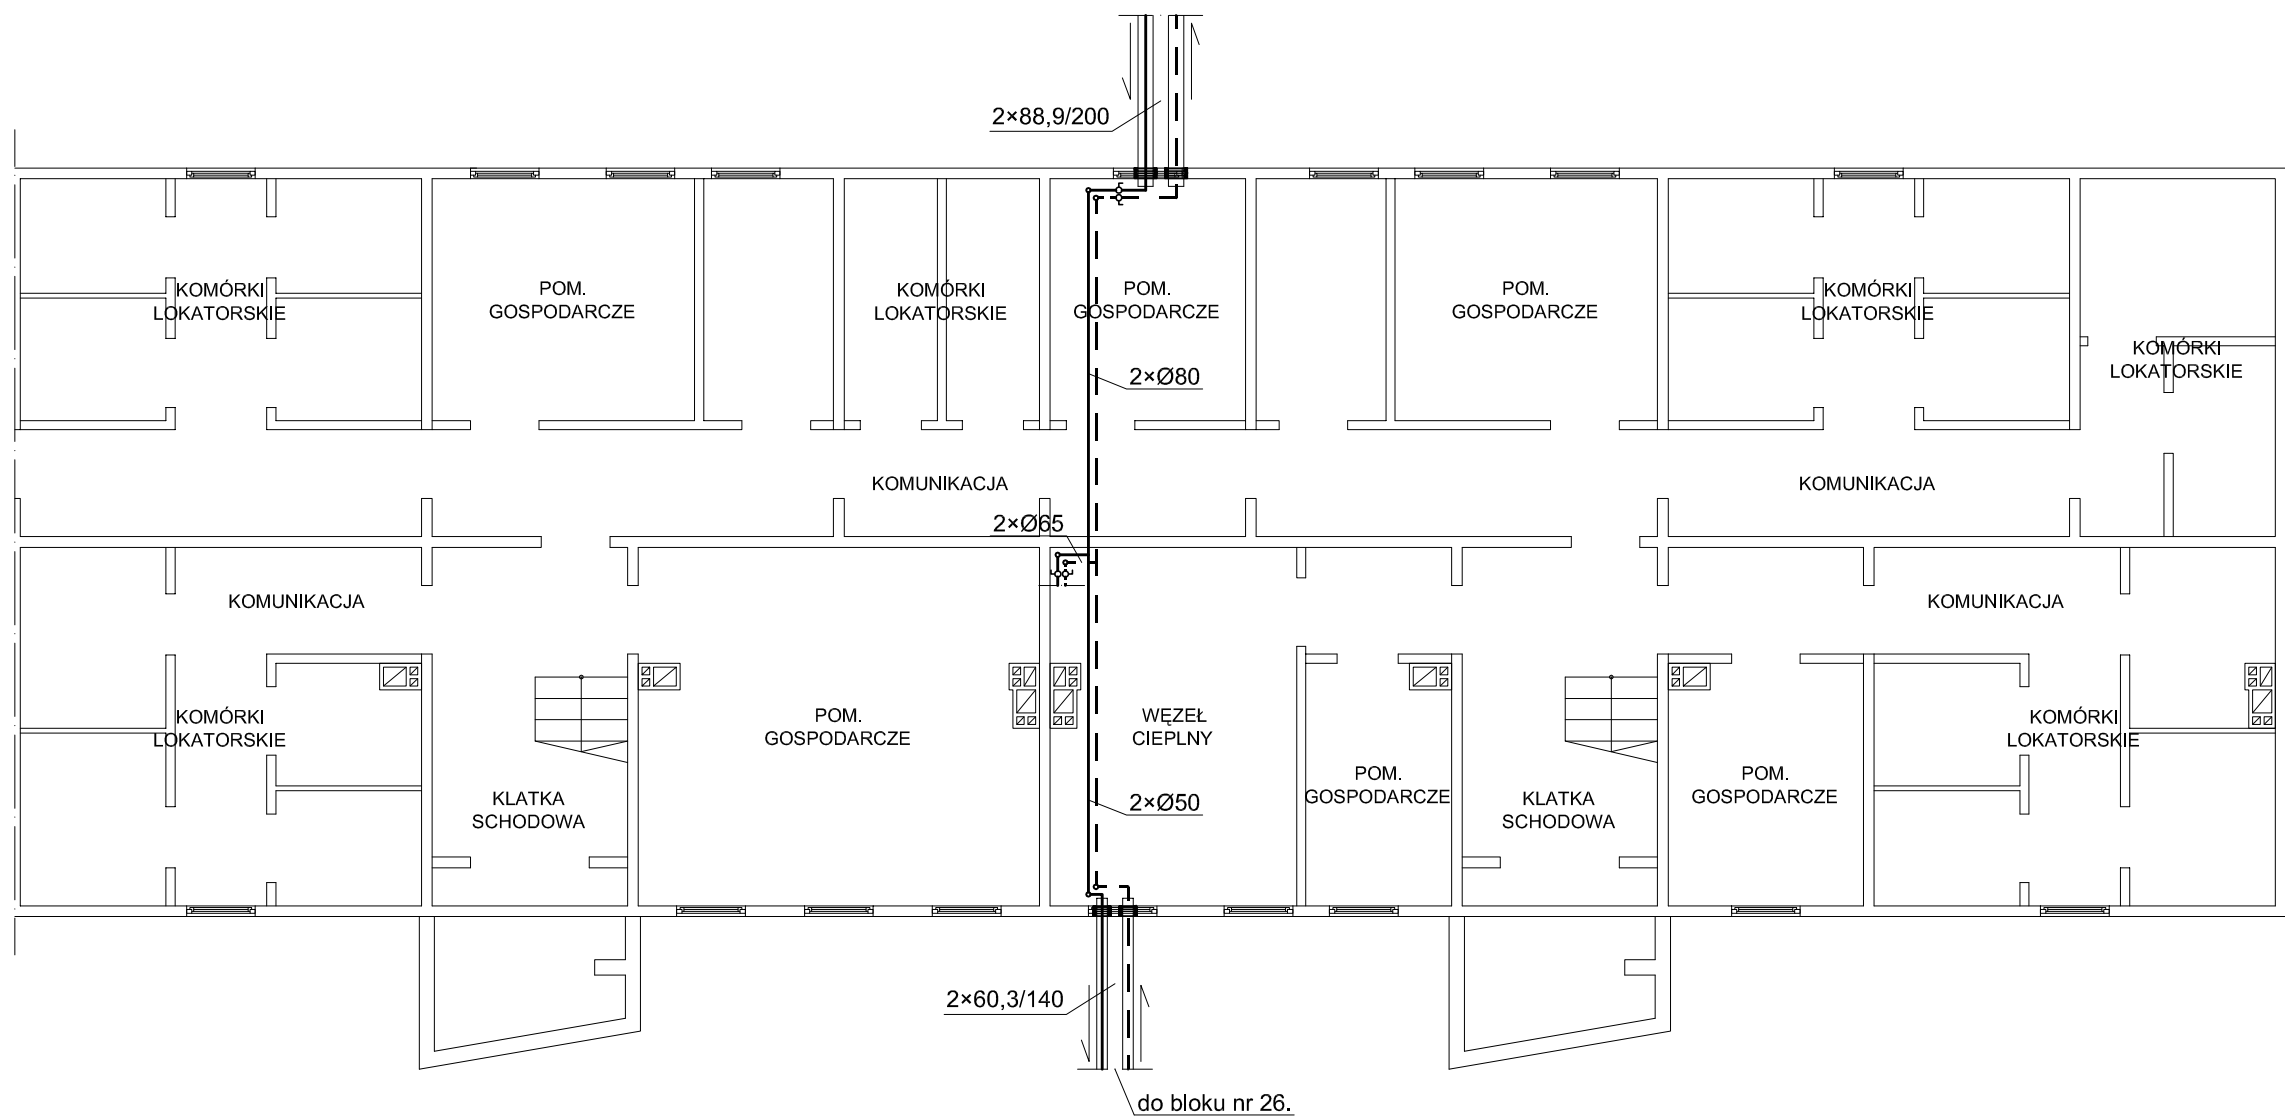 2×88,9/200
KOMÓRKI
LOKATORSKIE
POM.
GOSPODARCZE
KOMÓRKI
LOKATORSKIE
POM.
GOSPODARCZE
POM.
GOSPODARCZE
KOMÓRKI
LOKATORSKIE
KOMÓRKI
LOKATORSKIE
2×Ø80
KOMUNIKACJA
KOMUNIKACJA
2×Ø65
KOMUNIKACJA
KOMUNIKACJA
KOMÓRKI
LOKATORSKIE
POM.
GOSPODARCZE
WĘZEŁ
CIEPLNY
KOMÓRKI
LOKATORSKIE
KLATKA
SCHODOWA
2×Ø50
POM.
GOSPODARCZE
KLATKA
SCHODOWA
POM.
GOSPODARCZE
2×60,3/140
do bloku nr 26.